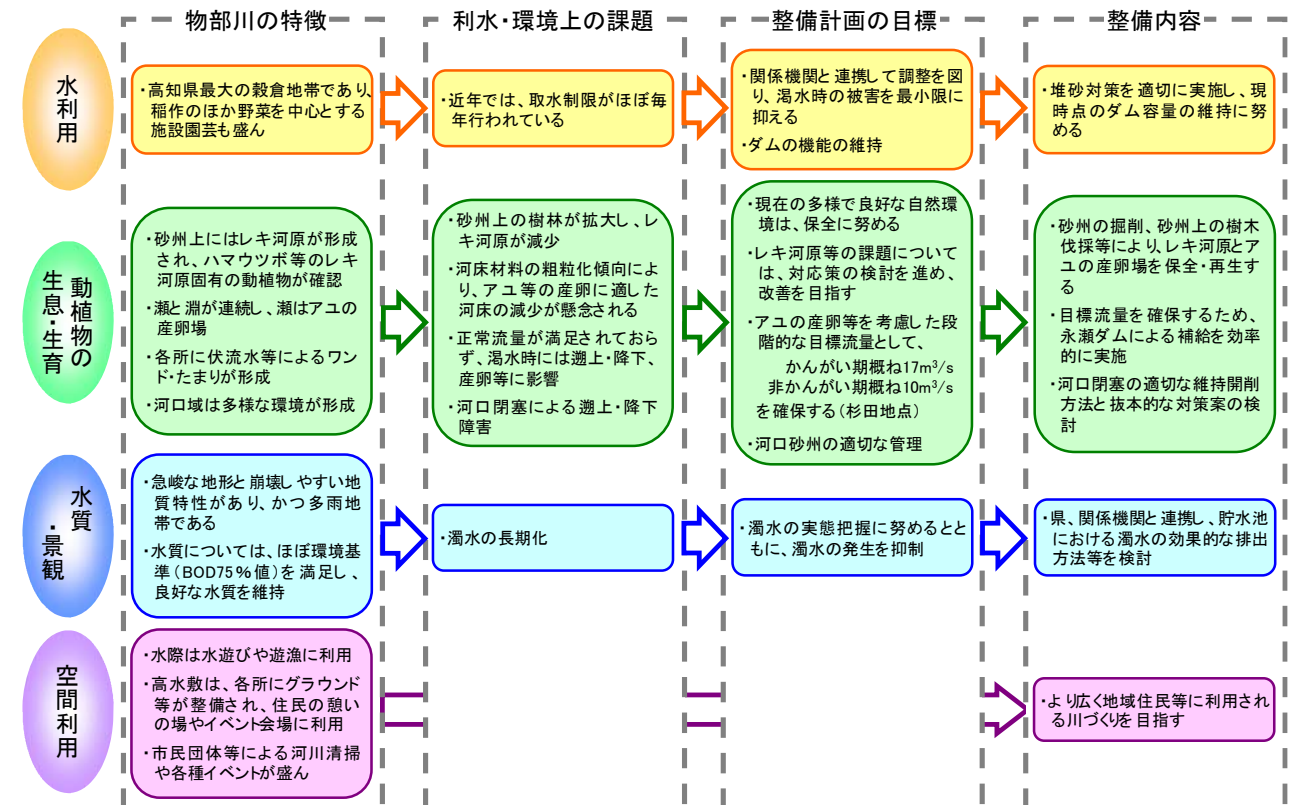 物部川の特徴
利水・環境上の課題
整備計画の目標
整備内容
水利用
・高知県最大の穀倉地帯であり、
稲作のほか野菜を中心とする
施設園芸も盛ん
・近年では、取水制限がほぼ毎
年行われている
・関係機関と連携して調整を図
り、渇水時の被害を最小限に
抑える
・ダムの機能の維持
・堆砂対策を適切に実施し、現
時点のダム容量の維持に努
める
動植物の
生息・生育
・砂州上にはレキ河原が形成
され、ハマウツボ等のレキ
河原固有の動植物が確認
・瀬と淵が連続し、瀬はアユの
産卵場
・各所に伏流水等によるワン
ド・たまりが形成
・河口域は多様な環境が形成
・砂州上の樹林が拡大し、レ
キ河原が減少
・河床材料の粗粒化傾向によ
り、アユ等の産卵に適した
河床の減少が懸念される
・正常流量が満足されておら
ず、渇水時には遡上・降下、
産卵等に影響
・河口閉塞による遡上・降下
障害
・現在の多様で良好な自然環
境は、保全に努める
・レキ河原等の課題について
は、対応策の検討を進め、
改善を目指す
・アユの産卵等を考慮した段
階的な目標流量として、
かんがい期概ね17m³/s
非かんがい期概ね10m³/s
を確保する（杉田地点）
・河口砂州の適切な管理
・砂州の掘削、砂州上の樹木
伐採等により、レキ河原とア
ユの産卵場を保全・再生す
る
・目標流量を確保するため、
永瀬ダムによる補給を効率
的に実施
・河口閉塞の適切な維持開削
方法と抜本的な対策案の検
討
水質
・景観
・急峻な地形と崩壊しやすい地
質特性があり、かつ多雨地
帯である
・水質については、ほぼ環境基
準（BOD75％値）を満足し、
良好な水質を維持
・濁水の長期化
・濁水の実態把握に努めるとと
もに、濁水の発生を抑制
・県、関係機関と連携し、貯水池
における濁水の効果的な排出
方法等を検討
空間利用
・水際は水遊びや遊漁に利用
・高水敷は、各所にグラウンド
等が整備され、住民の憩い
の場やイベント会場に利用
・市民団体等による河川清掃
や各種イベントが盛ん
・より広く地域住民等に利用され
る川づくりを目指す